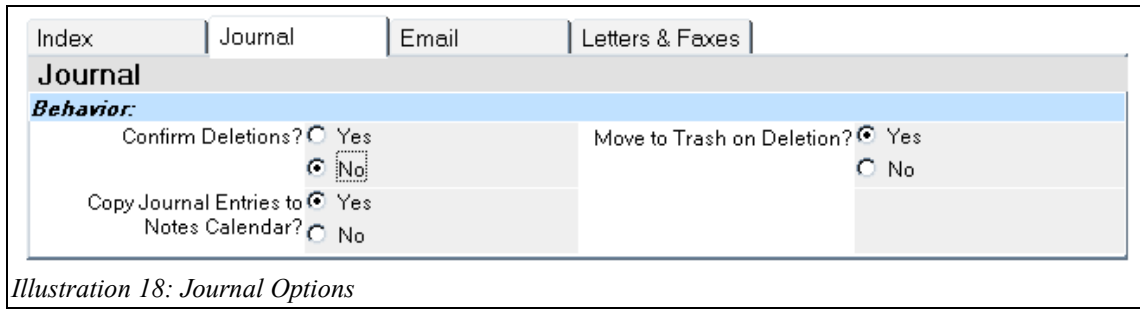 Index Journal Email Letters & Faxes
Journal
Behavior:
Confirm Deletions? Yes Move to Trash on Deletion? Yes
No No
Copy Journal Entries to Yes
Notes Calendar? No
Illustration 18: Journal Options